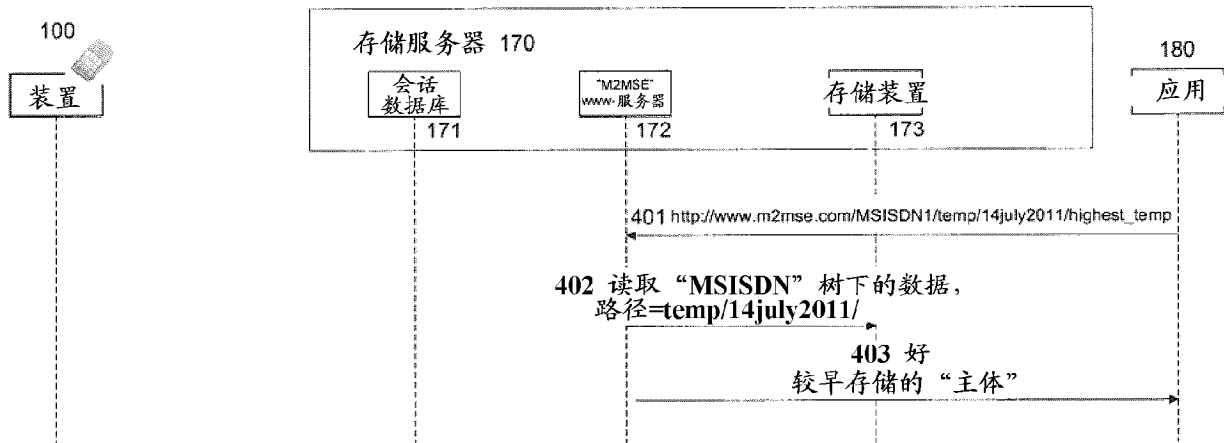 100
装置
存储服务器 170
会话
数据库
171
"M2MSE"
www-服务器
172
存储装置
173
180
应用
401 http://www.m2mse.com/MSISDN1/temp/14july2011/highest_temp
402 读取“MSISDN”树下的数据，
路径=temp/14july2011/
403 好
较早存储的“主体”